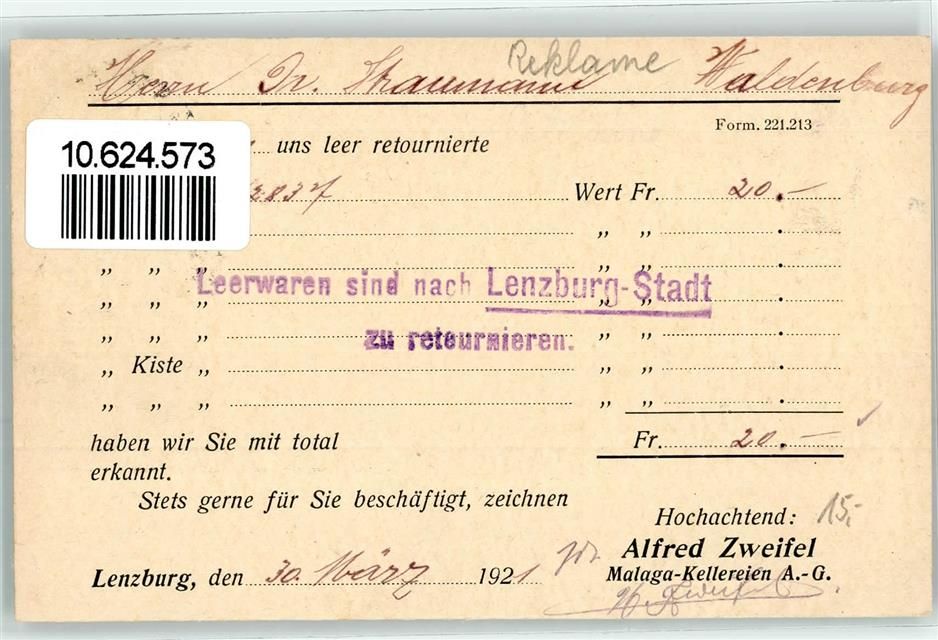 Reklame
Herrn Dr. Straumann Waldenburg
Form. 221.213
10.624.573
uns leer retournierte
2837 Wert Fr. 20.—
„ „
„ „ „ „ „
Leerwaren sind nach Lenzburg-Stadt
„ „ „ „ „
zu retournieren.
„ „ „ „ „
„ Kiste „ „ „
„ „ „ „ „
haben wir Sie mit total Fr. 20.—
erkannt.
Stets gerne für Sie beschäftigt, zeichnen
Hochachtend: 15.-
Alfred Zweifel
Lenzburg, den 30. März 1921 Malaga-Kellereien A.-G.